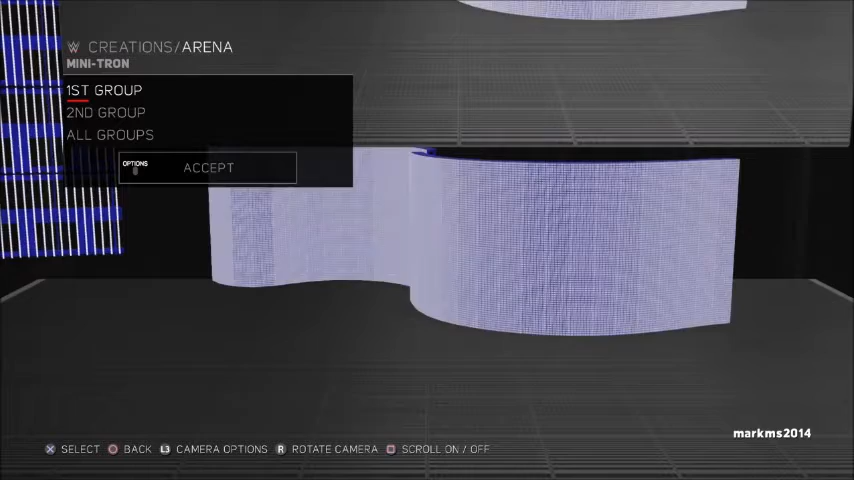 CREATIONS/ARENA
MINI-TRON
1ST GROUP
2ND GROUP
ALL GROUPS
OPTIONS ACCEPT
markms2014
SELECT BACK L3 CAMERA OPTIONS R ROTATE CAMERA SCROLL ON / OFF